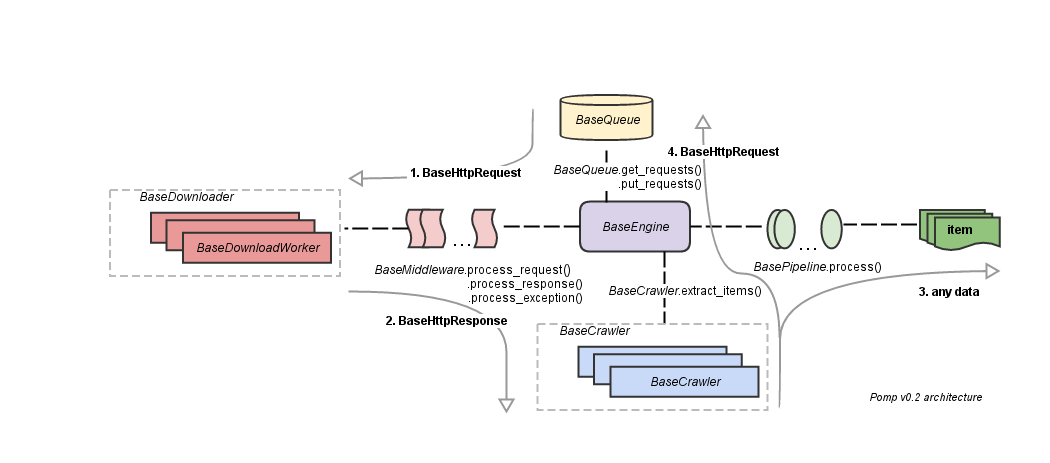 BaseQueue
4. BaseHttpRequest
1. BaseHttpRequest
BaseQueue.get_requests()
.put_requests()
BaseDownloader
BaseDownloadWorker
...
BaseEngine
...
item
BaseMiddleware.process_request()
.process_response()
.process_exception()
BasePipeline.process()
BaseCrawler.extract_items()
3. any data
2. BaseHttpResponse
BaseCrawler
BaseCrawler
Pomp v0.2 architecture